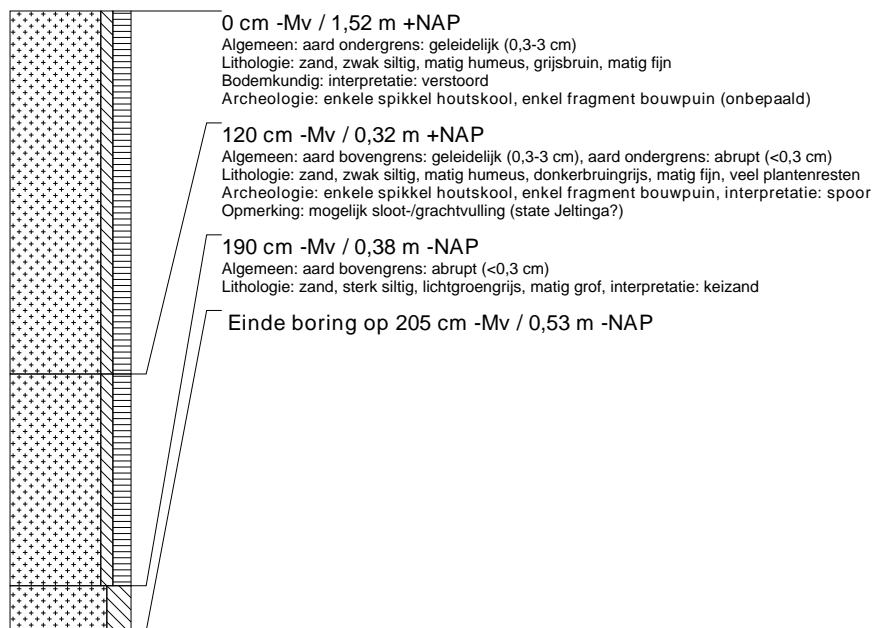 0 cm -Mv / 1,52 m +NAP
Algemeen: aard ondergrens: geleidelijk (0,3-3 cm)
Lithologie: zand, zwak siltig, matig humeus, grijsbruin, matig fijn
Bodemkundig: interpretatie: verstoord
Archeologie: enkele spikkel houtskool, enkel fragment bouwpuin (onbepaald)
120 cm -Mv / 0,32 m +NAP
Algemeen: aard bovengrens: geleidelijk (0,3-3 cm), aard ondergrens: abrupt (<0,3 cm)
Lithologie: zand, zwak siltig, matig humeus, donkerbruingrijs, matig fijn, veel plantenresten
Archeologie: enkele spikkel houtskool, enkel fragment bouwpuin, interpretatie: spoor
Opmerking: mogelijk sloot-/grachtvulling (state Jeltinga?)
190 cm -Mv / 0,38 m -NAP
Algemeen: aard bovengrens: abrupt (<0,3 cm)
Lithologie: zand, sterk siltig, lichtgroengrijs, matig grof, interpretatie: keizand
Einde boring op 205 cm -Mv / 0,53 m -NAP